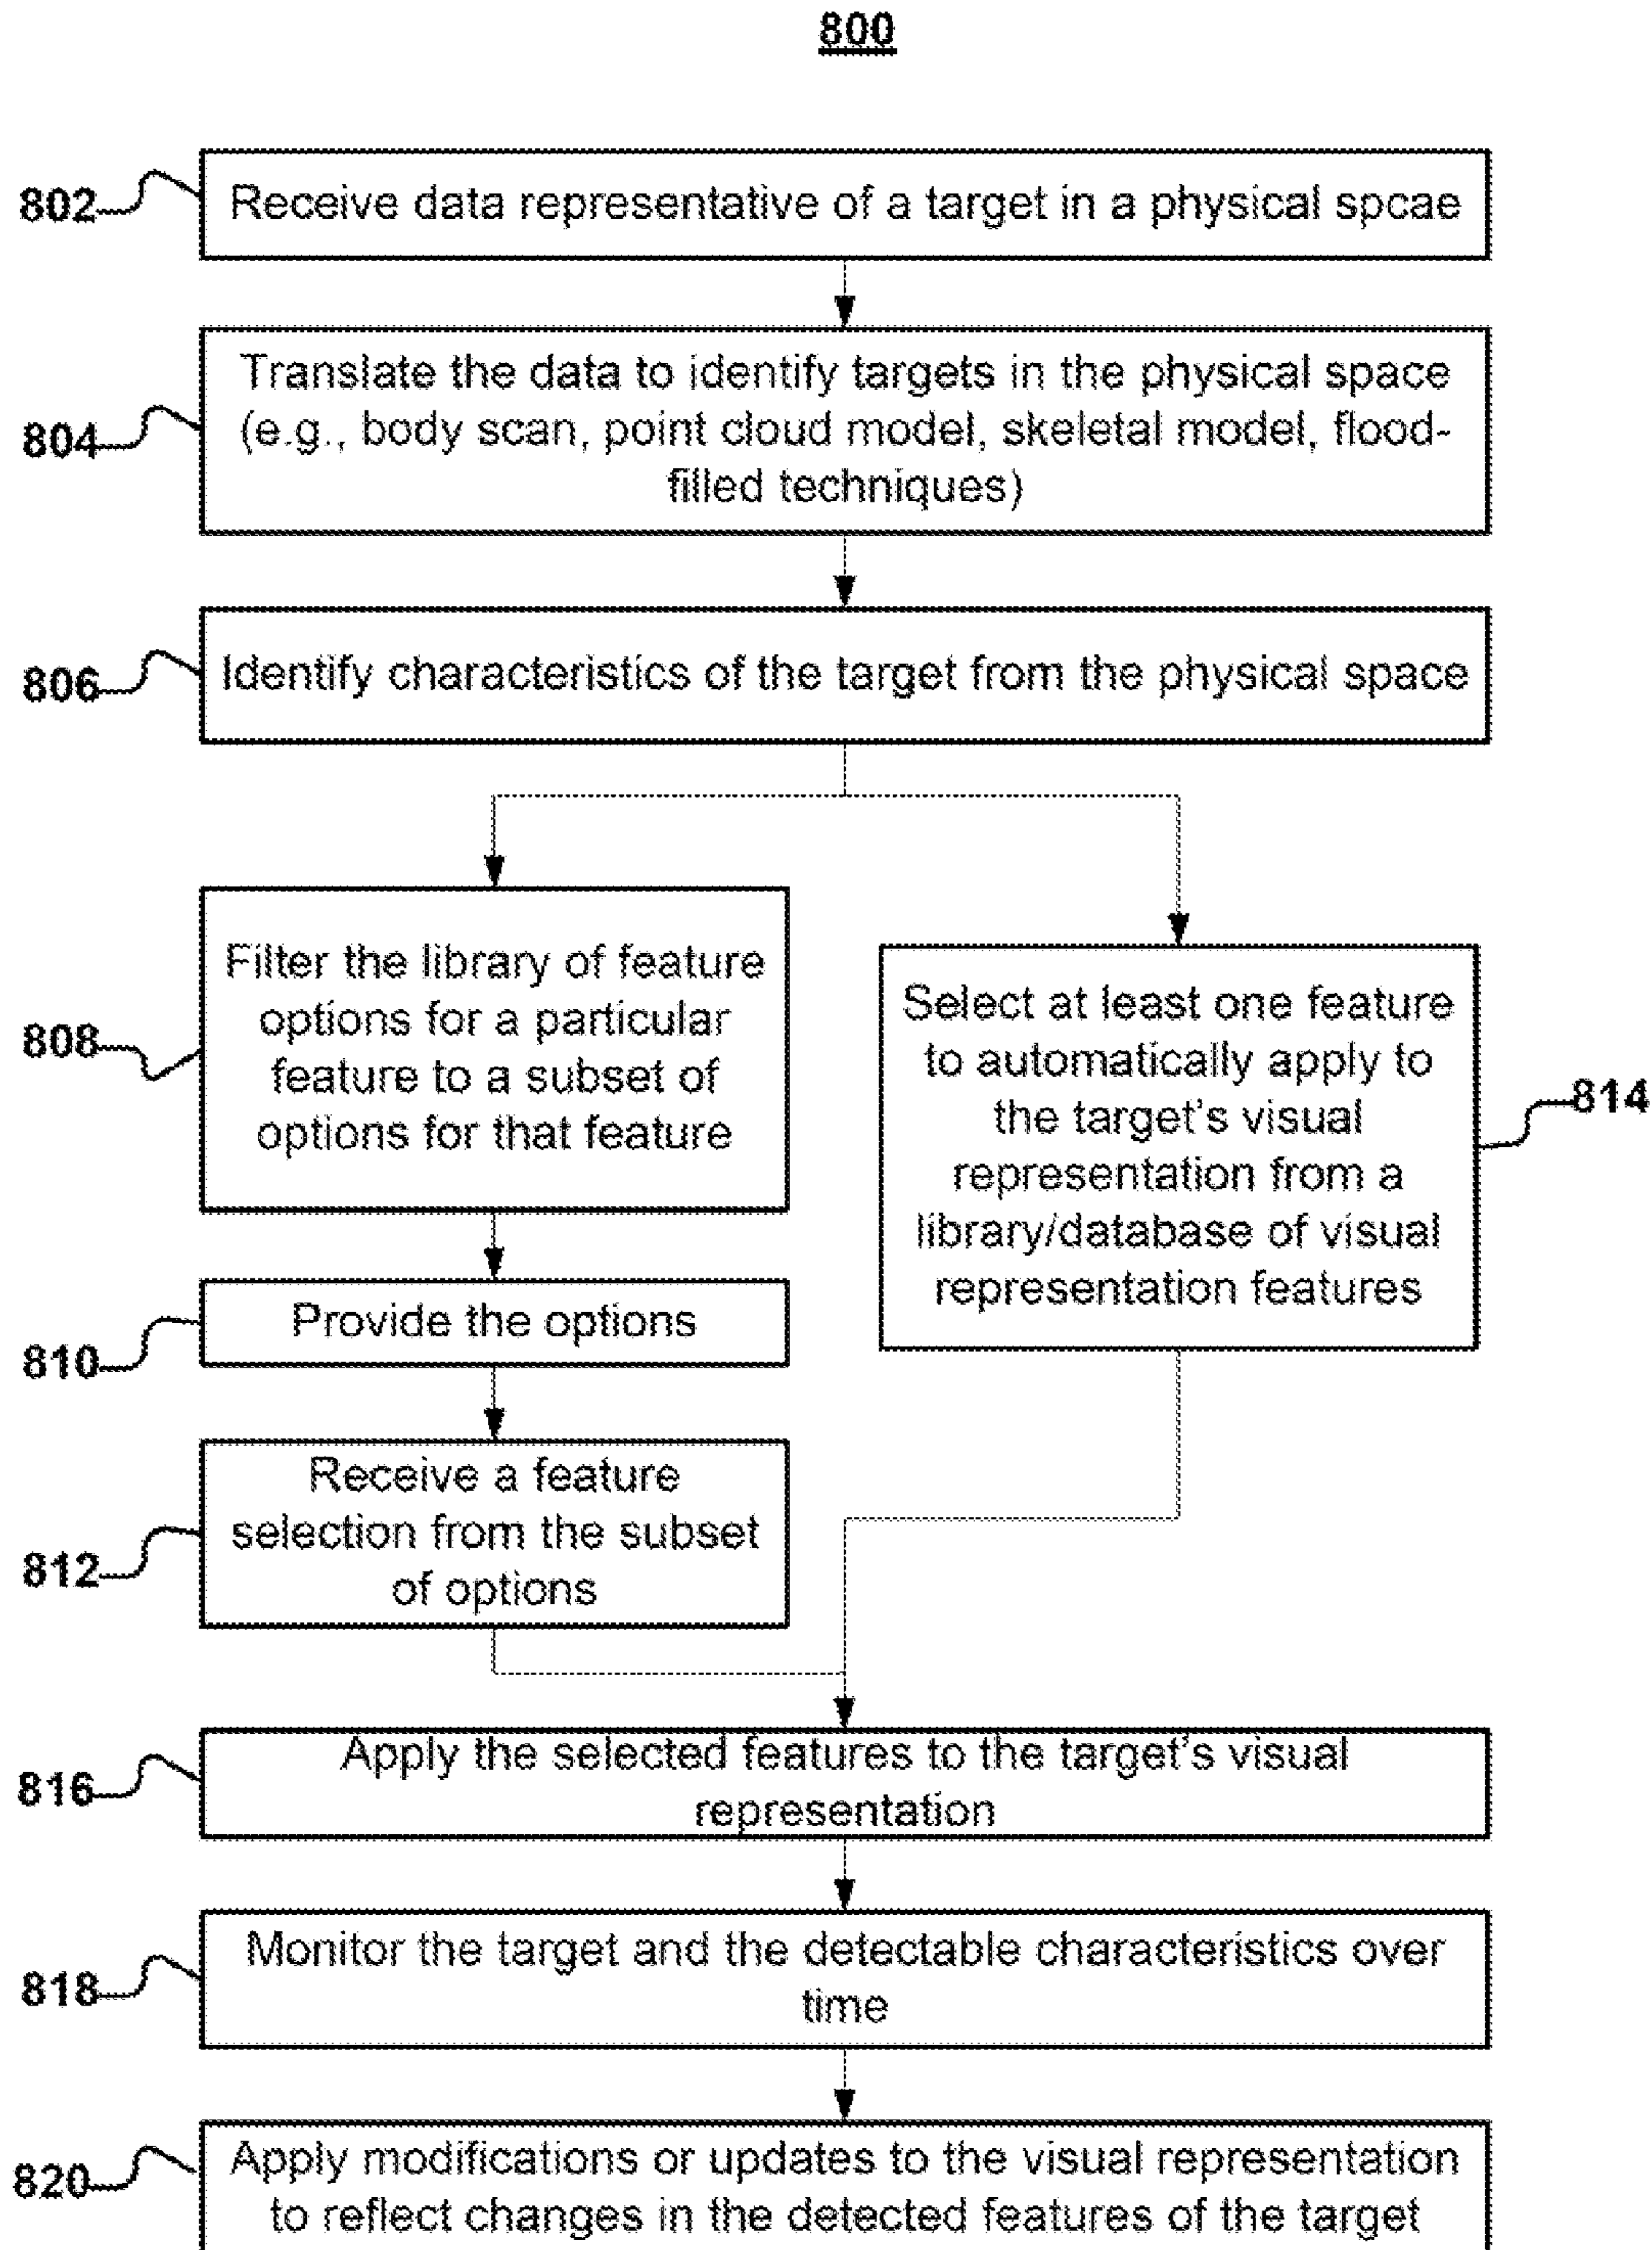 800
802
Receive data representative of a target in a physical spcae
804
Translate the data to identify targets in the physical space
(e.g., body scan, point cloud model, skeletal model, flood-
filled techniques)
806
Identify characteristics of the target from the physical space
808
Filter the library of feature
options for a particular
feature to a subset of
options for that feature
810
Provide the options
812
Receive a feature
selection from the subset
of options
814
Select at least one feature
to automatically apply to
the target's visual
representation from a
library/database of visual
representation features
816
Apply the selected features to the target's visual
representation
818
Monitor the target and the detectable characteristics over
time
820
Apply modifications or updates to the visual representation
to reflect changes in the detected features of the target